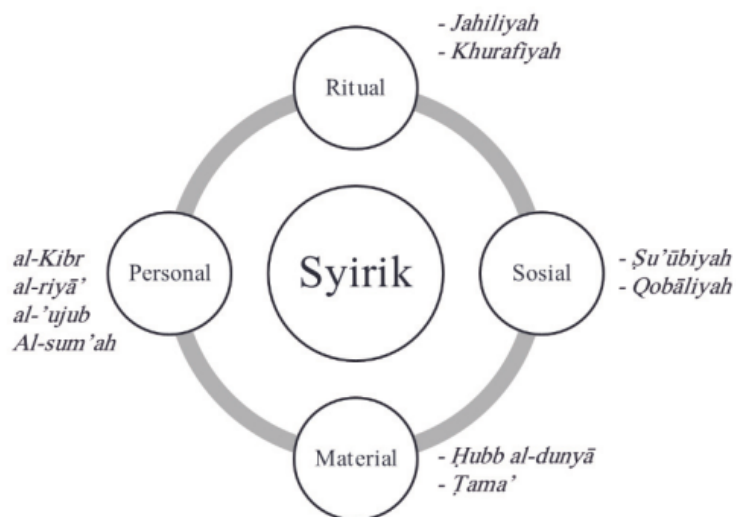 - Jahiliyah
- Khurafiyah
Ritual
al-Kibr
al-riyā’
al-’ujub
Al-sum’ah
Personal
Syirik
Sosial
- Ṣu’ūbiyah
- Qobāliyah
Material
- Ḥubb al-dunyā
- Ṭama’